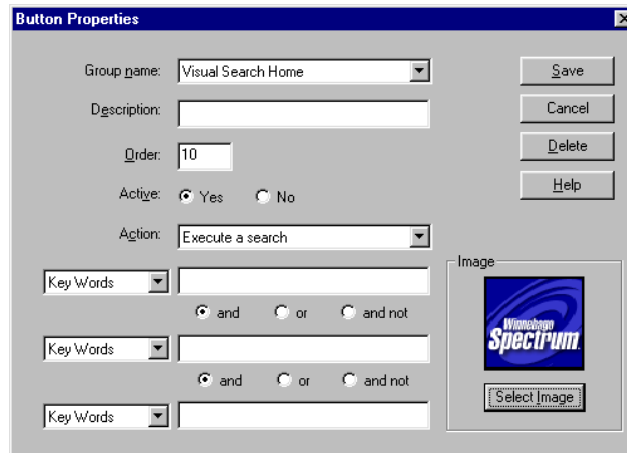 Button Properties
Group name: Visual Search Home
Save
Description:
Cancel
Order: 10
Delete
Active: Yes No
Help
Action: Execute a search
Image
Key Words
Winnebago
Spectrum
and or and not
Key Words
and or and not
Select Image
Key Words